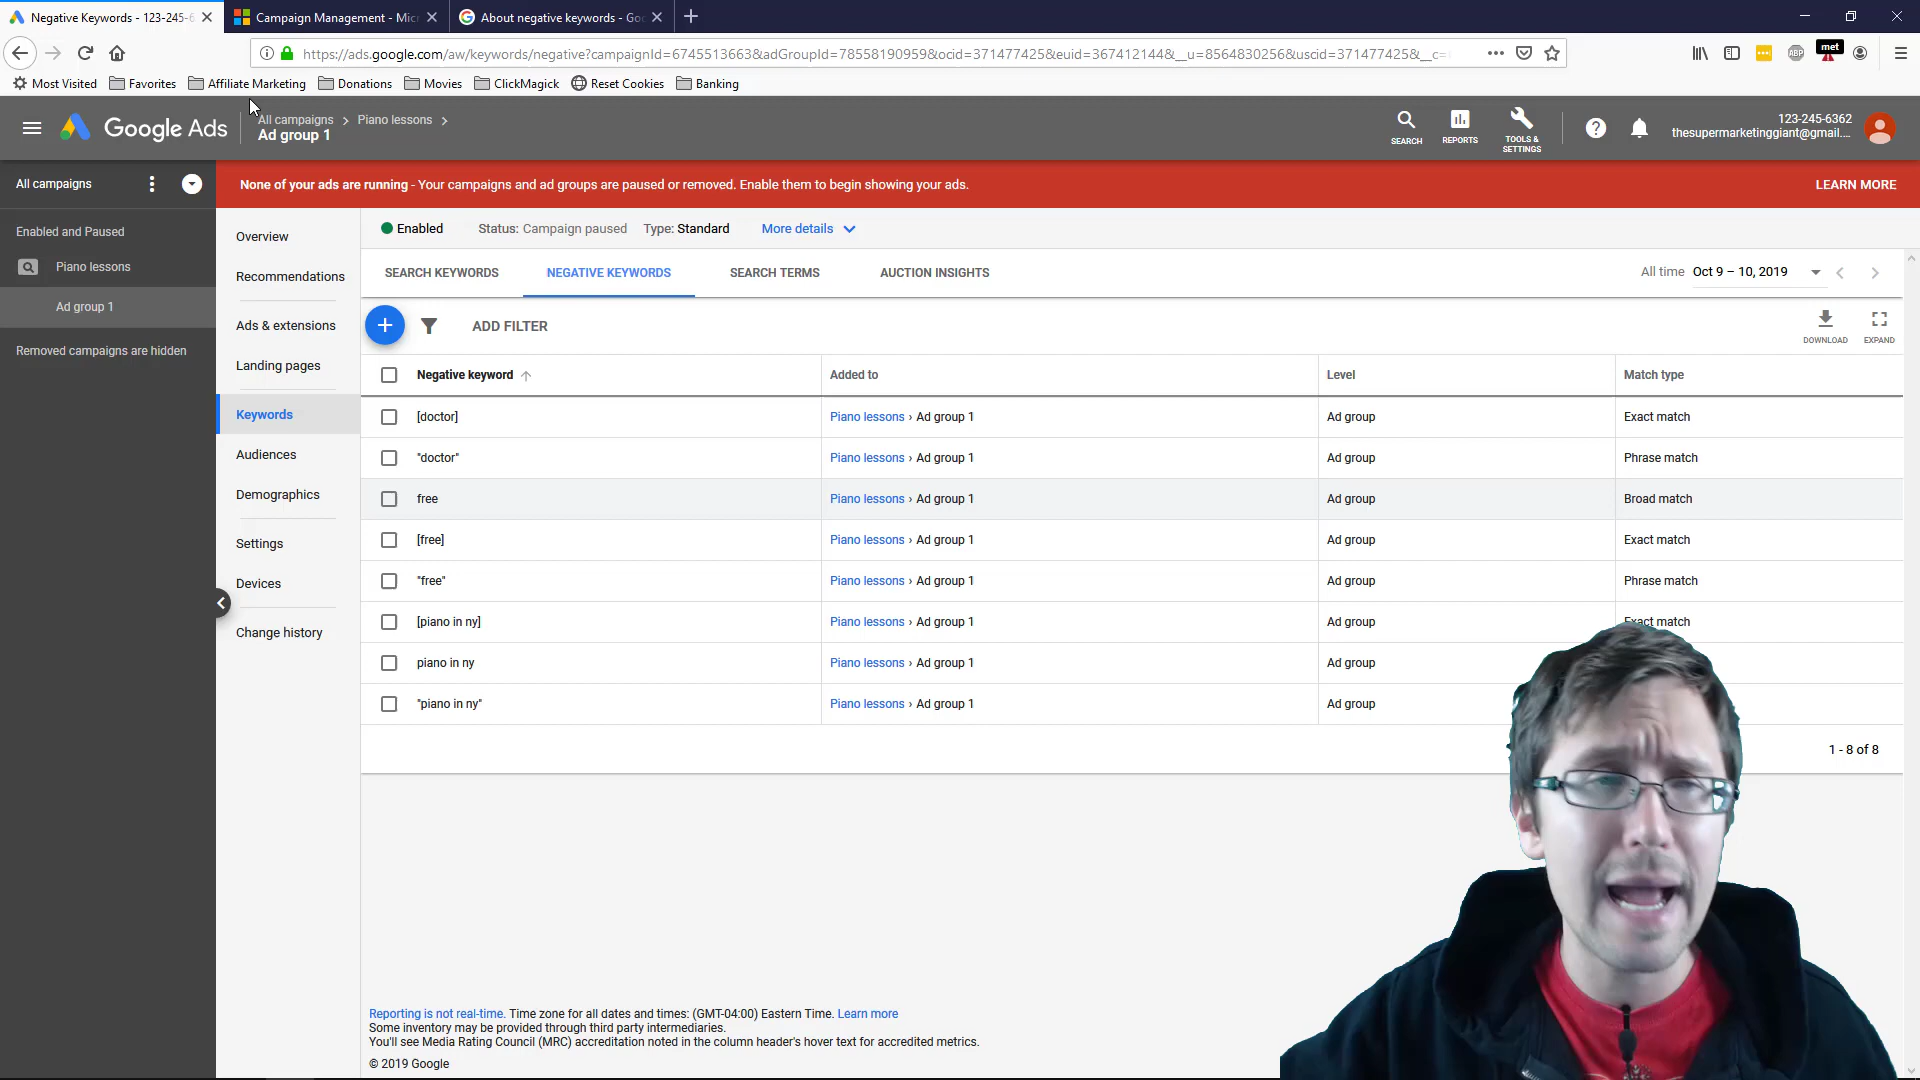 Negative Keywords - 123-245-6
Campaign Management - Mic
About negative keywords - Goo
https://ads.google.com/aw/keywords/negative?campaignId=6745513663&adGroupId=78558190959&ocid=371477425&euid=367412144&__u=8564830256&uscid=371477425&__c=
met
Most Visited
Favorites
Affiliate Marketing
Donations
Movies
ClickMagick
Reset Cookies
Banking
Google Ads
All campaigns > Piano lessons >
Ad group 1
SEARCH
REPORTS
TOOLS &
SETTINGS
123-245-6362
thesupermarketinggiant@gmail....
All campaigns
None of your ads are running - Your campaigns and ad groups are paused or removed. Enable them to begin showing your ads.
LEARN MORE
Enabled and Paused
Piano lessons
Ad group 1
Removed campaigns are hidden
Overview
Recommendations
Ads & extensions
Landing pages
Keywords
Audiences
Demographics
Settings
Devices
Change history
Enabled Status: Campaign paused Type: Standard More details
SEARCH KEYWORDS NEGATIVE KEYWORDS SEARCH TERMS AUCTION INSIGHTS
All time Oct 9 – 10, 2019
ADD FILTER
DOWNLOAD
EXPAND
Negative keyword Added to Level Match type
[doctor] Piano lessons › Ad group 1 Ad group Exact match
"doctor" Piano lessons › Ad group 1 Ad group Phrase match
free Piano lessons › Ad group 1 Ad group Broad match
[free] Piano lessons › Ad group 1 Ad group Exact match
"free" Piano lessons › Ad group 1 Ad group Phrase match
[piano in ny] Piano lessons › Ad group 1 Ad group Exact match
piano in ny Piano lessons › Ad group 1 Ad group
"piano in ny" Piano lessons › Ad group 1 Ad group
1 - 8 of 8
Reporting is not real-time. Time zone for all dates and times: (GMT-04:00) Eastern Time. Learn more
Some inventory may be provided through third party intermediaries.
You'll see Media Rating Council (MRC) accreditation noted in the column header's hover text for accredited metrics.
© 2019 Google